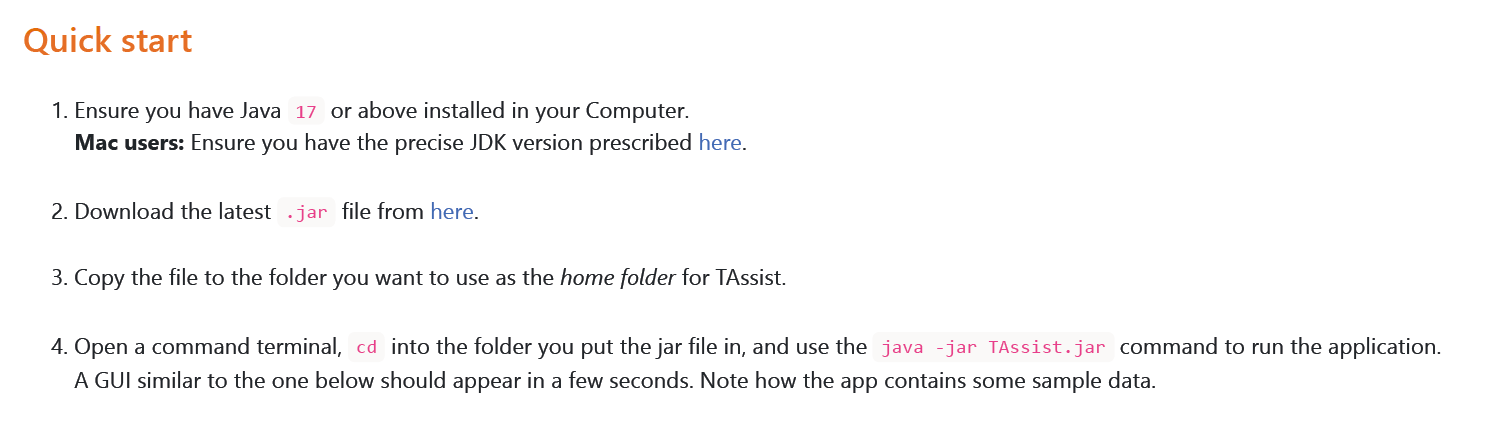 Quick start
1. Ensure you have Java 17 or above installed in your Computer.
Mac users: Ensure you have the precise JDK version prescribed here.
2. Download the latest .jar file from here.
3. Copy the file to the folder you want to use as the home folder for TAssist.
4. Open a command terminal, cd into the folder you put the jar file in, and use the java -jar TAssist.jar command to run the application.
A GUI similar to the one below should appear in a few seconds. Note how the app contains some sample data.